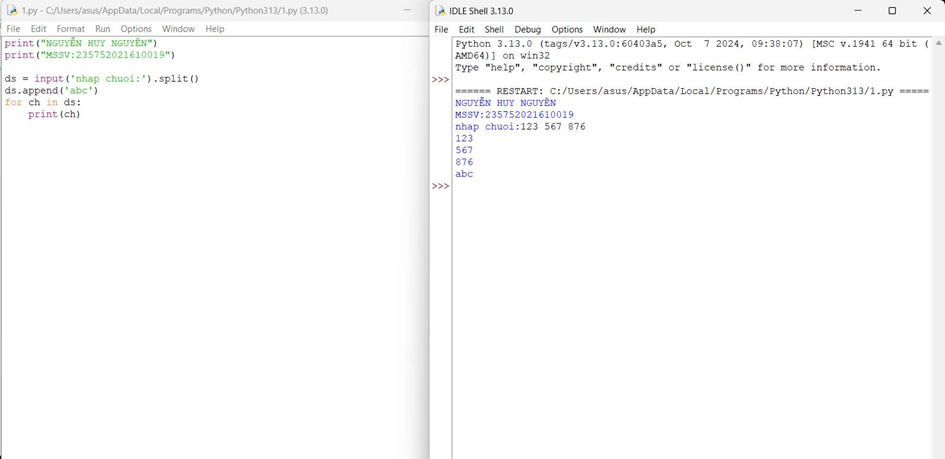 1.py - C:/Users/asus/AppData/Local/Programs/Python/Python313/1.py (3.13.0)
File Edit Format Run Options Window Help
print("NGUYỄN HUY NGUYÊN")
print("MSSV:235752021610019")
ds = input('nhap chuoi:').split()
ds.append('abc')
for ch in ds:
    print(ch)
IDLE Shell 3.13.0
File Edit Shell Debug Options Window Help
Python 3.13.0 (tags/v3.13.0:60403a5, Oct  7 2024, 09:38:07) [MSC v.1941 64 bit (
AMD64)] on win32
Type "help", "copyright", "credits" or "license()" for more information.
>>>
====== RESTART: C:/Users/asus/AppData/Local/Programs/Python/Python313/1.py =====
NGUYỄN HUY NGUYÊN
MSSV:235752021610019
nhap chuoi:123 567 876
123
567
876
abc
>>>